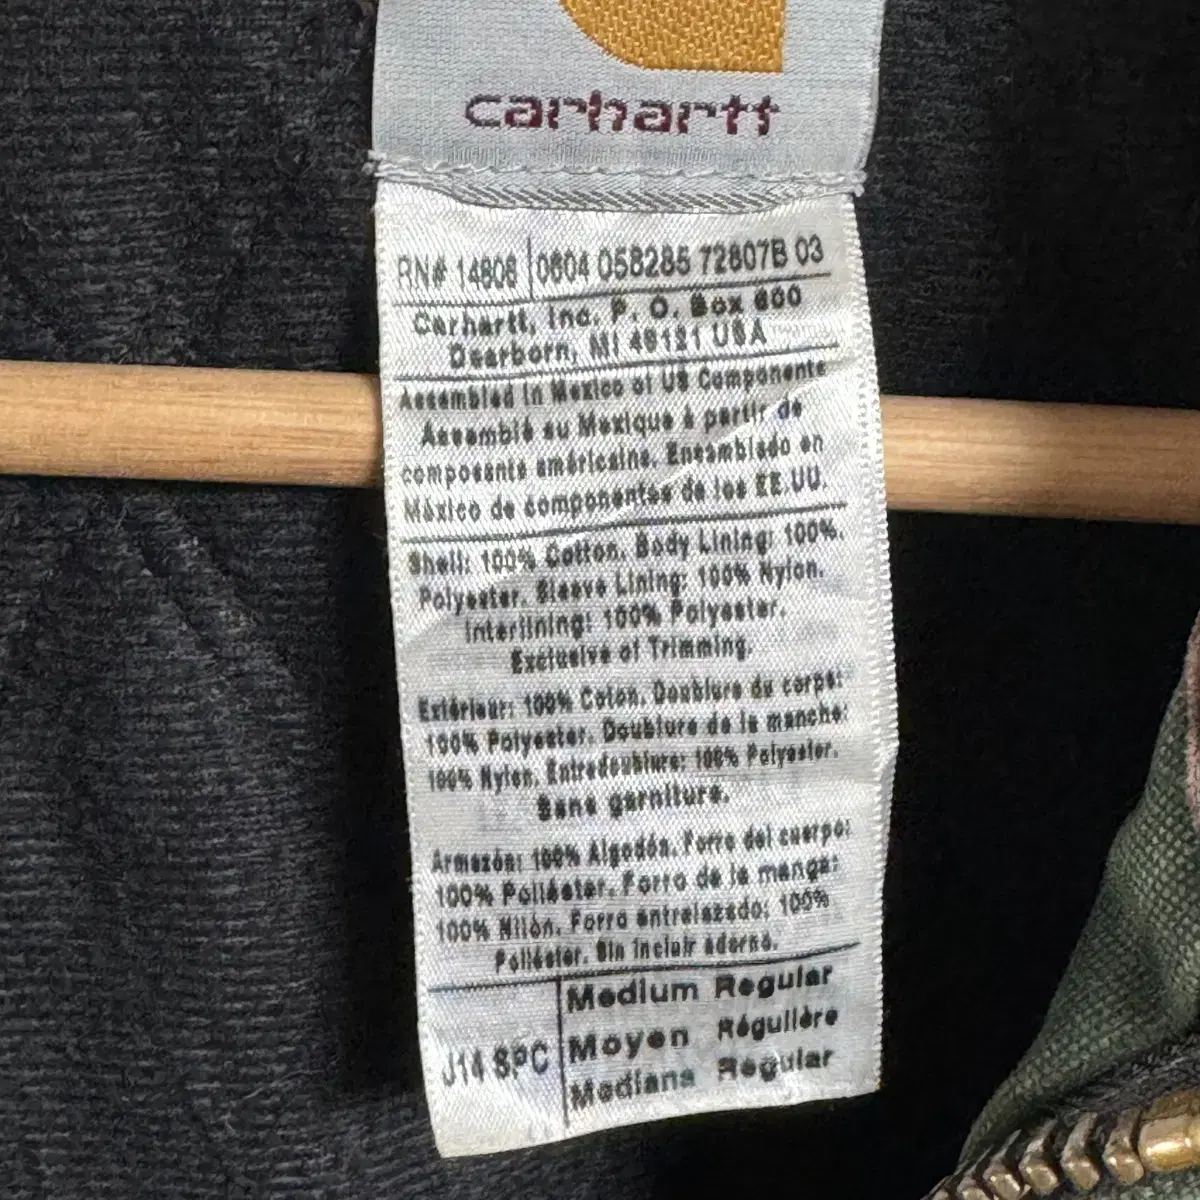 carhartt
RN# 14806 0604 058285 72807B 03
Carhartt, Inc. P. O. Box 600
Dearborn, MI 48121 USA
Assembled in Mexico of US Components
Assemblé au Mexique à partir de
composants américains. Ensamblado en
México de componentes de los EE.UU.
Shell: 100% Cotton. Body Lining: 100%.
Polyester. Sleeve Lining: 100% Nylon.
Interlining: 100% Polyester.
Exclusive of Trimming.
Extérieur: 100% Coton. Doublure du corps:
100% Polyester. Doublure de la manche:
100% Nylon. Entredoublure: 100% Polyester.
Sans garniture.
Armazón: 100% Algodón. Forro del cuerpo:
100% Poliéster. Forro de la manga:
100% Nilón. Forro entrelazado: 100%
Poliéster. Sin incluir adorno.
J14 SPC
Medium Regular
Moyen Régulière
Mediana Regular